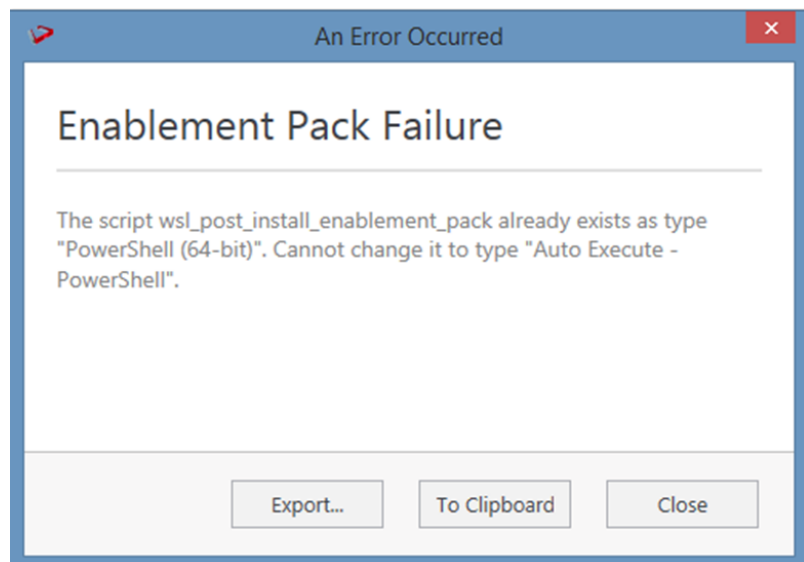 An Error Occurred
Enablement Pack Failure
The script wsl_post_install_enablement_pack already exists as type
"PowerShell (64-bit)". Cannot change it to type "Auto Execute -
PowerShell".
Export...
To Clipboard
Close